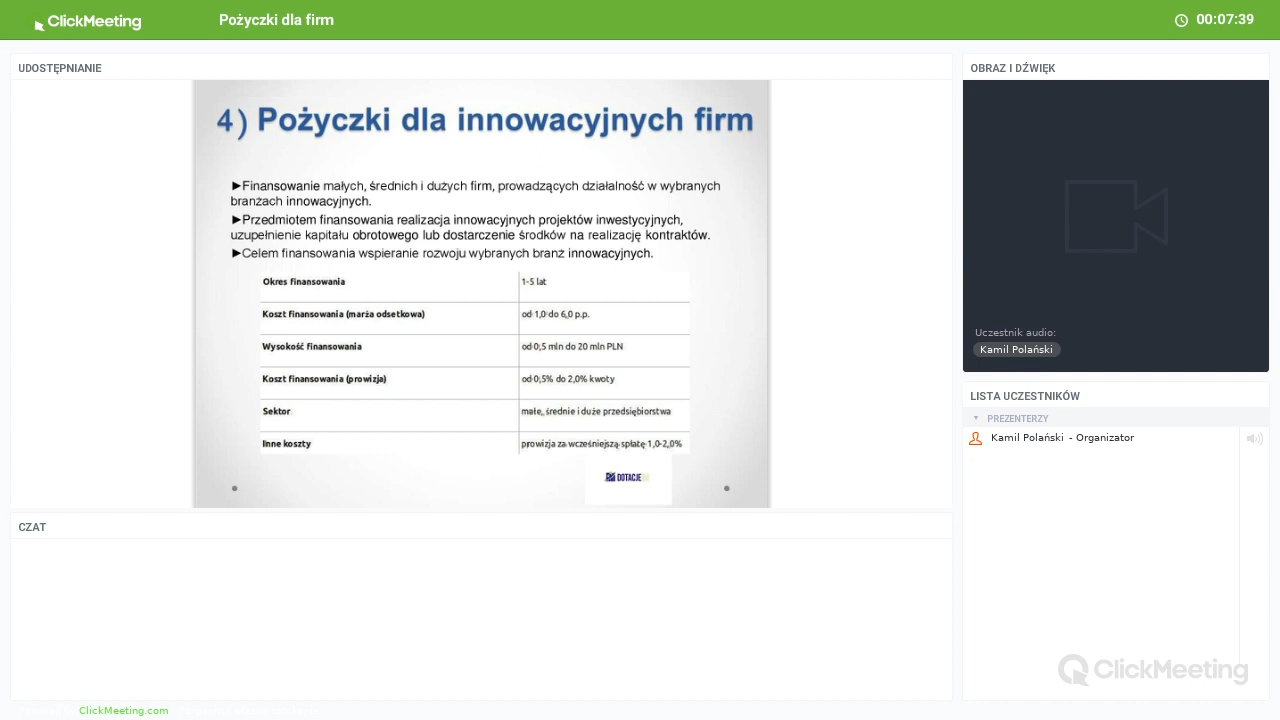 ClickMeeting
Pożyczki dla firm
00:07:39
UDOSTĘPNIANIE
4) Pożyczki dla innowacyjnych firm
►Finansowanie małych, średnich i dużych firm, prowadzących działalność w wybranych
branżach innowacyjnych.
►Przedmiotem finansowania realizacja innowacyjnych projektów inwestycyjnych,
uzupełnienie kapitału obrotowego lub dostarczenie środków na realizację kontraktów.
►Celem finansowania wspieranie rozwoju wybranych branż innowacyjnych.
Okres finansowania 1-5 lat
Koszt finansowania (marża odsetkowa) od 1,0 do 6,0 p.p.
Wysokość finansowania od 0,5 mln do 20 mln PLN
Koszt finansowania (prowizja) od 0,5% do 2,0% kwoty
Sektor małe, średnie i duże przedsiębiorstwa
Inne koszty prowizja za wcześniejszą spłatę 1,0-2,0%
DOTACJE
CZAT
OBRAZ I DŹWIĘK
Uczestnik audio:
Kamil Polański
LISTA UCZESTNIKÓW
PREZENTERZY
Kamil Polański - Organizator
ClickMeeting
ClickMeeting.com